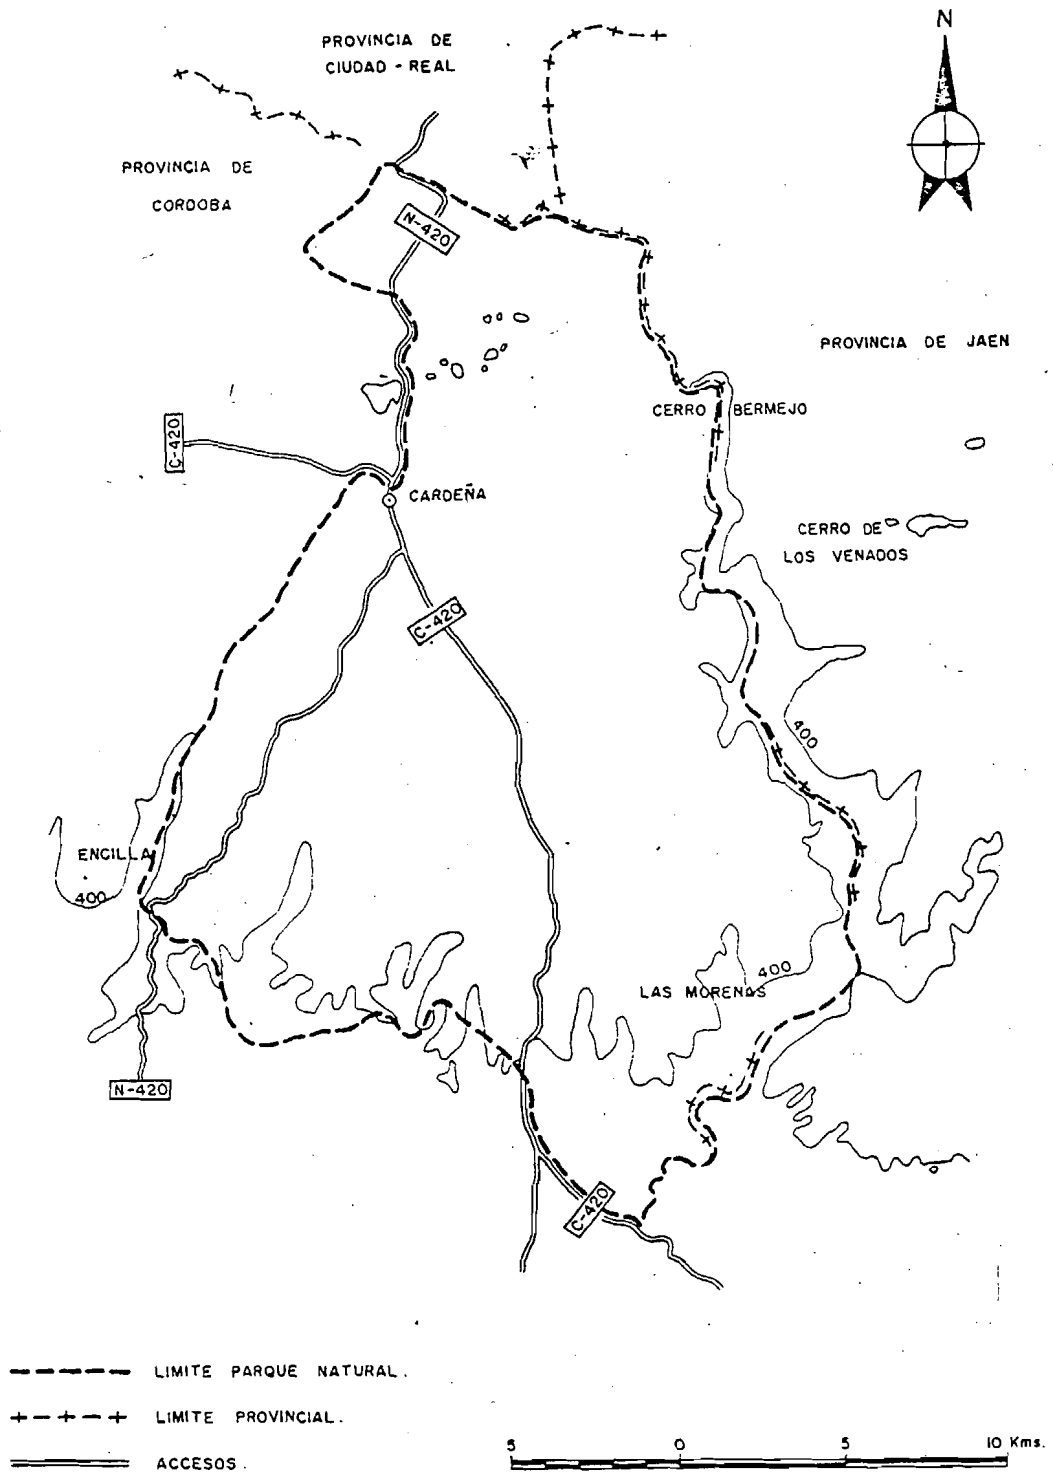 N
PROVINCIA DE
CIUDAD - REAL
PROVINCIA DE
CORDOBA
N-420
PROVINCIA DE JAEN
CERRO BERMEJO
C-420
CARDEÑA
CERRO DE
LOS VENADOS
C-420
400
ENCILLA
400
400
LAS MORENAS
N-420
C-420
LIMITE PARQUE NATURAL.
LIMITE PROVINCIAL.
ACCESOS.
5 0 5 10 Kms.